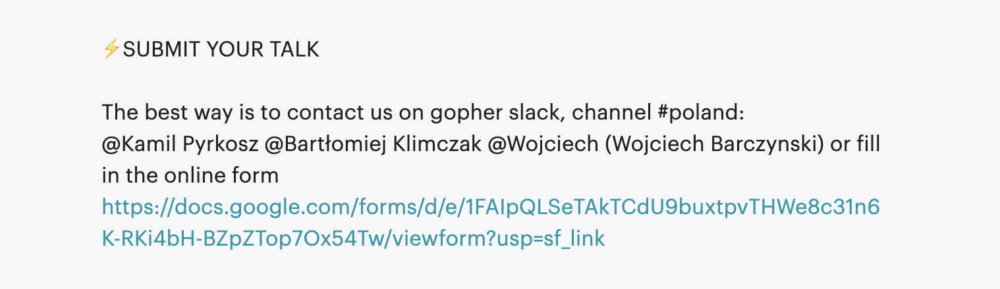 ⚡SUBMIT YOUR TALK
The best way is to contact us on gopher slack, channel #poland:
@Kamil Pyrkosz @Bartłomiej Klimczak @Wojciech (Wojciech Barczynski) or fill
in the online form
https://docs.google.com/forms/d/e/1FAIpQLSeTAkTCdU9buxtpvTHWe8c31n6
K-RKi4bH-BZpZTop7Ox54Tw/viewform?usp=sf_link